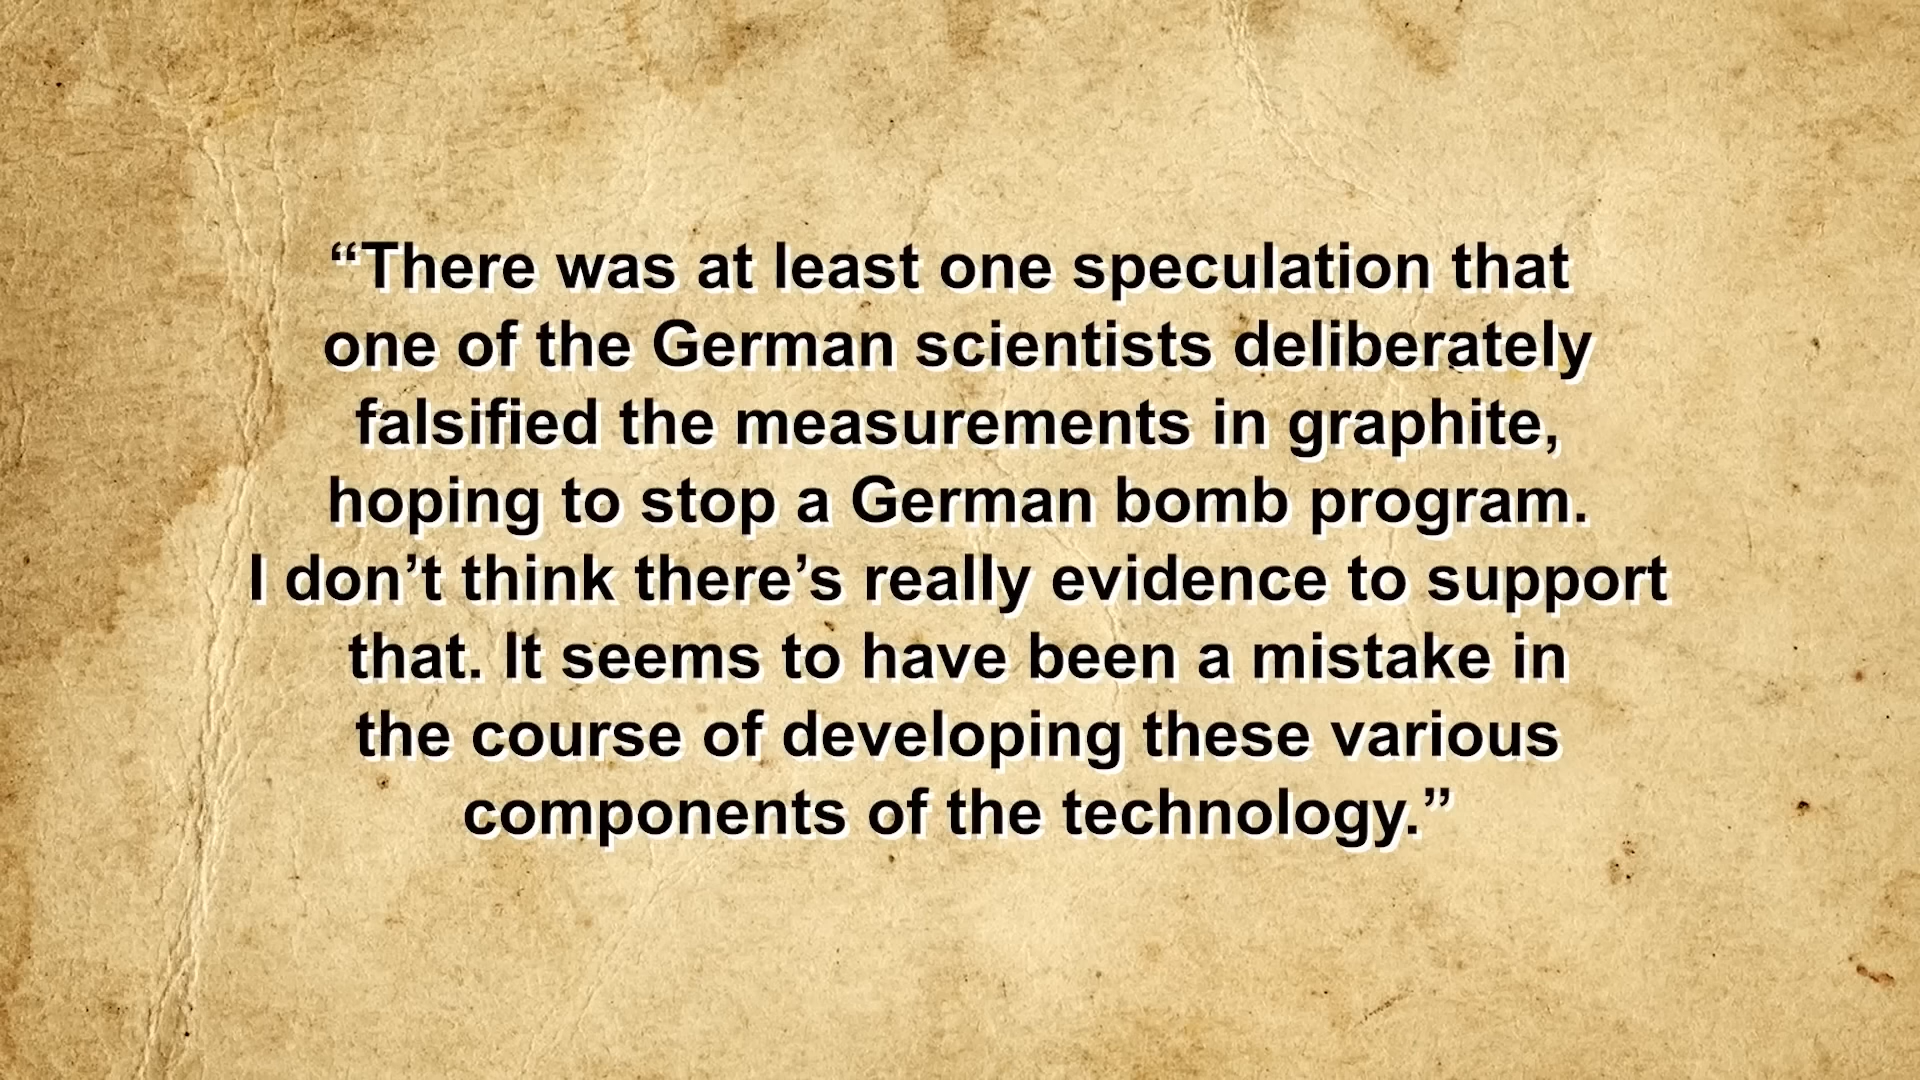 “There was at least one speculation that
one of the German scientists deliberately
falsified the measurements in graphite,
hoping to stop a German bomb program.
I don’t think there’s really evidence to support
that. It seems to have been a mistake in
the course of developing these various
components of the technology.”